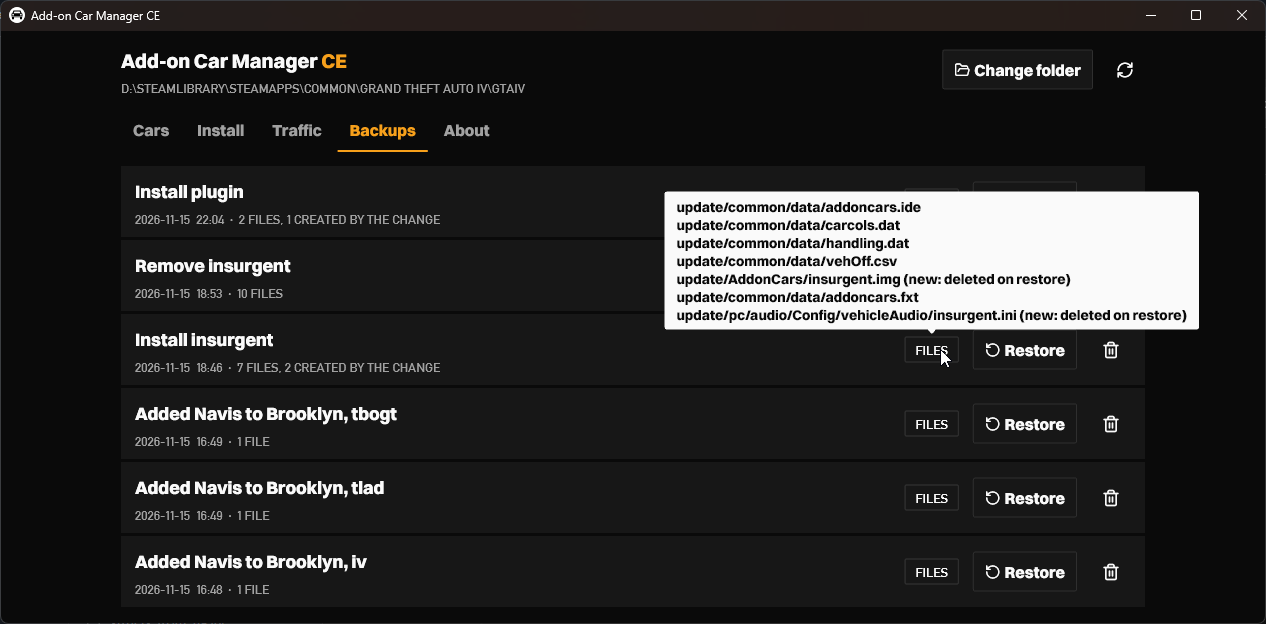 Add-on Car Manager CE
Add-on Car Manager CE
D:\STEAMLIBRARY\STEAMAPPS\COMMON\GRAND THEFT AUTO IV\GTAIV
Change folder
Cars Install Traffic Backups About
Install plugin
2026-11-15 22:04 · 2 FILES, 1 CREATED BY THE CHANGE
Remove insurgent
2026-11-15 18:53 · 10 FILES
update/common/data/addoncars.ide
update/common/data/carcols.dat
update/common/data/handling.dat
update/common/data/vehOff.csv
update/AddonCars/insurgent.img (new: deleted on restore)
update/common/data/addoncars.fxt
update/pc/audio/Config/vehicleAudio/insurgent.ini (new: deleted on restore)
Install insurgent
2026-11-15 18:46 · 7 FILES, 2 CREATED BY THE CHANGE
FILES Restore
Added Navis to Brooklyn, tbogt
2026-11-15 16:49 · 1 FILE
FILES Restore
Added Navis to Brooklyn, tlad
2026-11-15 16:49 · 1 FILE
FILES Restore
Added Navis to Brooklyn, iv
2026-11-15 16:48 · 1 FILE
FILES Restore